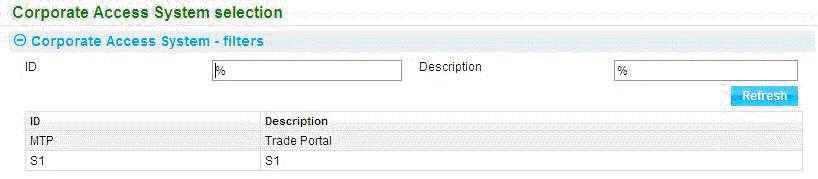 Corporate Access System selection
Corporate Access System - filters
ID % Description %
Refresh
ID Description
MTP Trade Portal
S1 S1